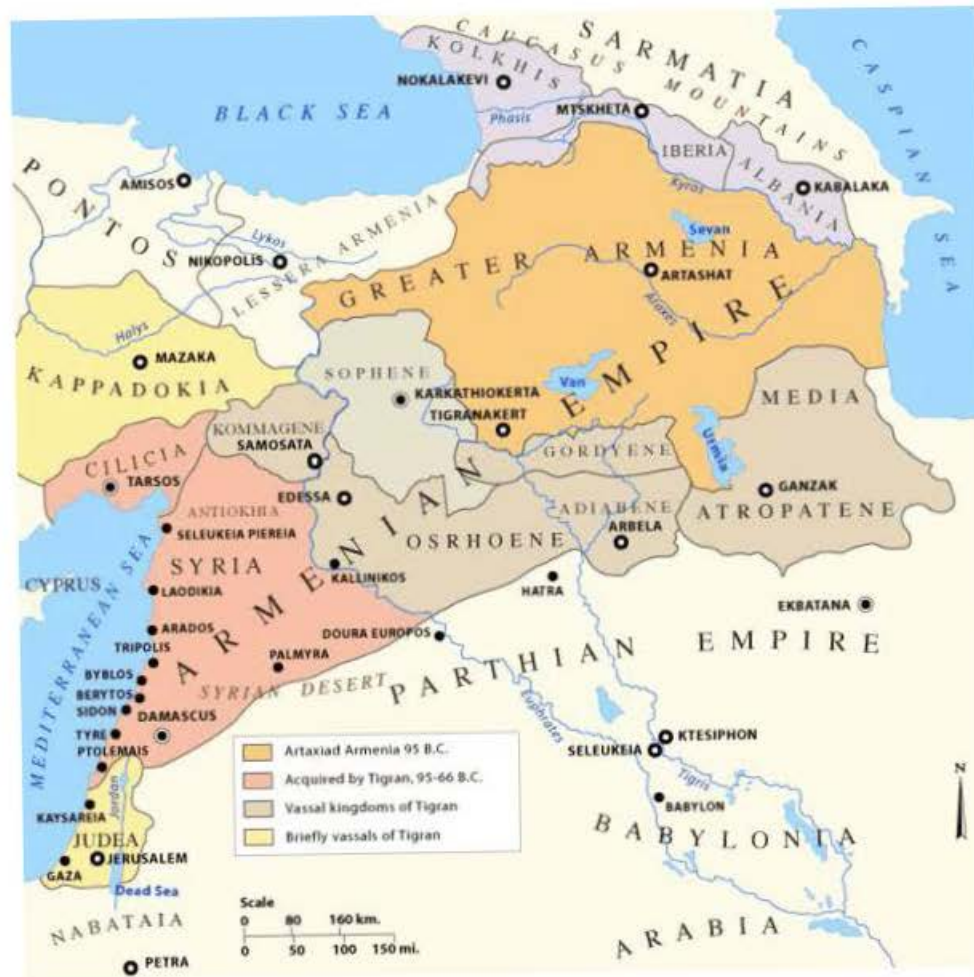 SARMATIA
CAUCASUS MOUNTAINS
KOLKHIS
NOKALAKEVI
Phasis
MTSKHETA
IBERIA
ALBANIA
KABALAKA
Kyros
CASPIAN SEA
BLACK SEA
PONTOS
AMISOS
Lykos
NIKOPOLIS
LESSERA ARMENIA
GREATER ARMENIA
Sevan
ARTASHAT
Araxes
Halys
MAZAKA
KAPPADOKIA
SOPHENE
KARKATHIOKERTA
TIGRANAKERT
Van
ARMENIAN EMPIRE
Urmia
MEDIA
ATROPATENE
GANZAK
KOMMAGENE
SAMOSATA
GORDYENE
CILICIA
TARSOS
EDESSA
ADIABENE
ARBELA
OSRHOENE
ANTIOKHIA
SELEUKEIA PIEREIA
SYRIA
KALLINIKOS
HATRA
CYPRUS
LAODIKIA
EKBATANA
ARADOS
DOURA EUROPOS
TRIPOLIS
PALMYRA
PARTHIAN EMPIRE
BYBLOS
SYRIAN DESERT
BERYTOS
SIDON
DAMASCUS
MEDITERRANEAN SEA
Euphrates
TYRE
PTOLEMAIS
KTESIPHON
SELEUKEIA
Tigris
Jordan
KAYSAREIA
BABYLON
BABYLONIA
JUDEA
JERUSALEM
GAZA
Dead Sea
NABATAIA
PETRA
ARABIA
Artaxiad Armenia 95 B.C.
Acquired by Tigran, 95-66 B.C.
Vassal kingdoms of Tigran
Briefly vassals of Tigran
Scale
0 80 160 km.
0 50 100 150 mi.
N